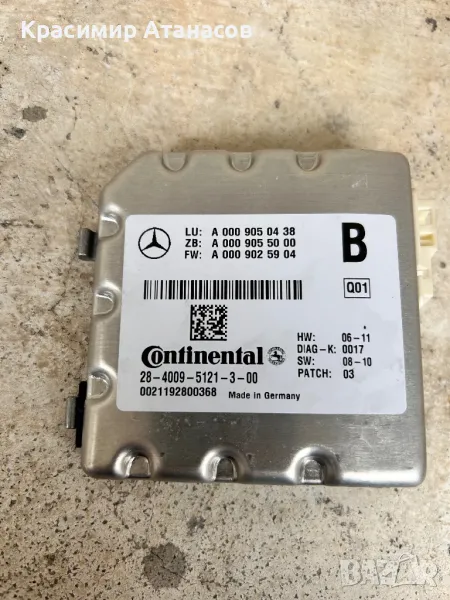 Красимир Атанасов
LU: A 000 905 04 38
ZB: A 000 905 50 00
FW: A 000 902 59 04
B
Q01
Continental
28-4009-5121-3-00
0021192800368 Made in Germany
HW: 06-11
DIAG-K: 0017
SW: 08-10
PATCH: 03
BAZAR